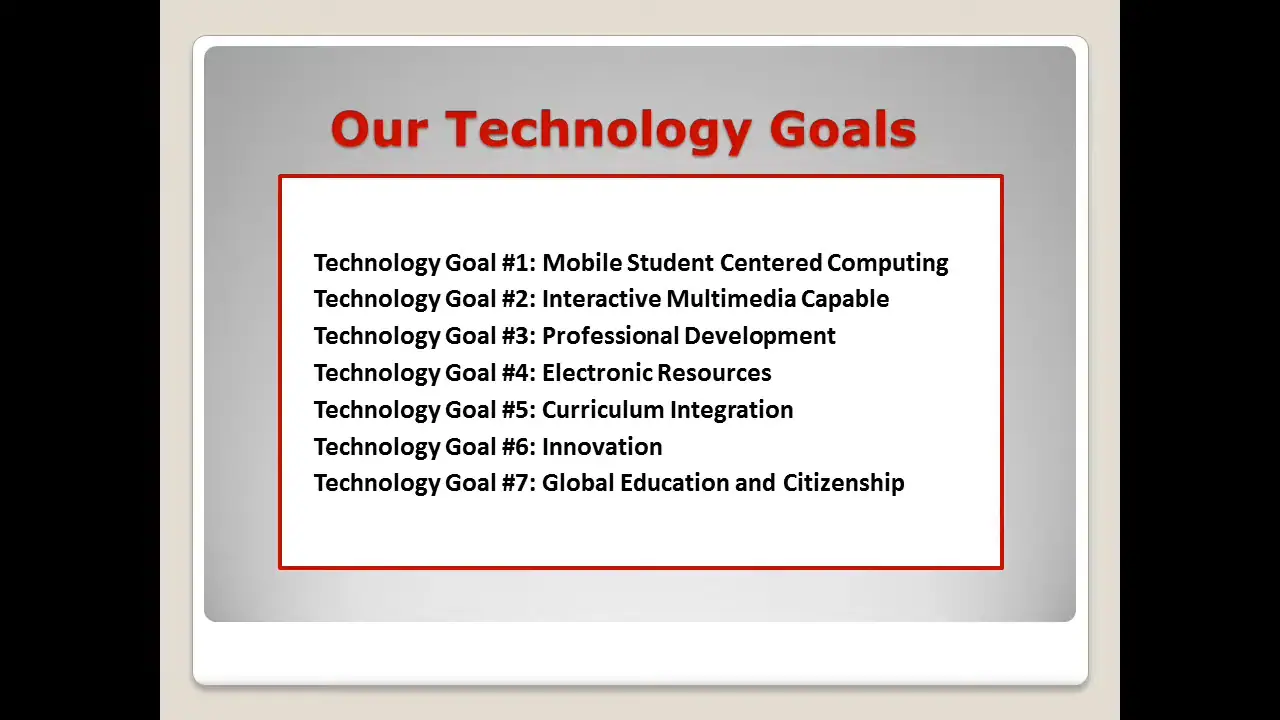 Our Technology Goals
Technology Goal #1: Mobile Student Centered Computing
Technology Goal #2: Interactive Multimedia Capable
Technology Goal #3: Professional Development
Technology Goal #4: Electronic Resources
Technology Goal #5: Curriculum Integration
Technology Goal #6: Innovation
Technology Goal #7: Global Education and Citizenship